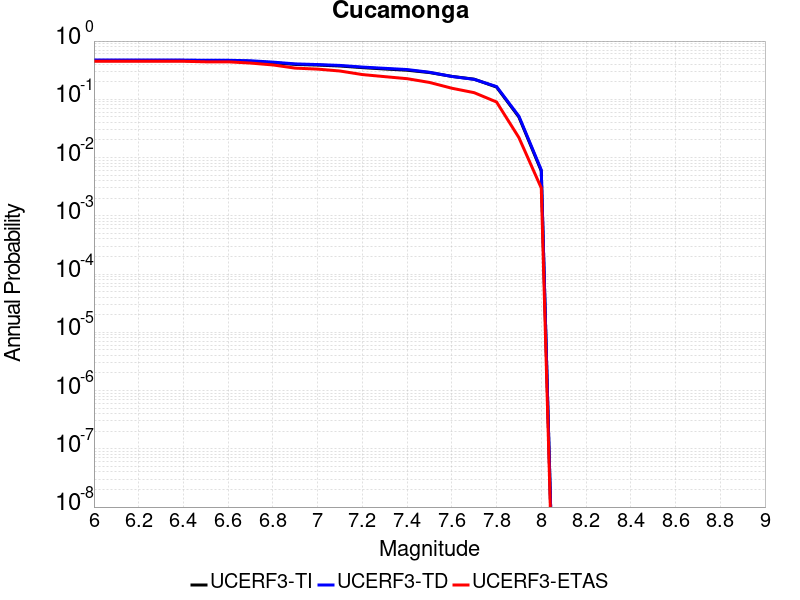 Cucamonga
10^0
10^-1
10^-2
10^-3
10^-4
10^-5
10^-6
10^-7
10^-8
Annual Probability
6 6.2 6.4 6.6 6.8 7 7.2 7.4 7.6 7.8 8 8.2 8.4 8.6 8.8 9
Magnitude
UCERF3-TI UCERF3-TD UCERF3-ETAS